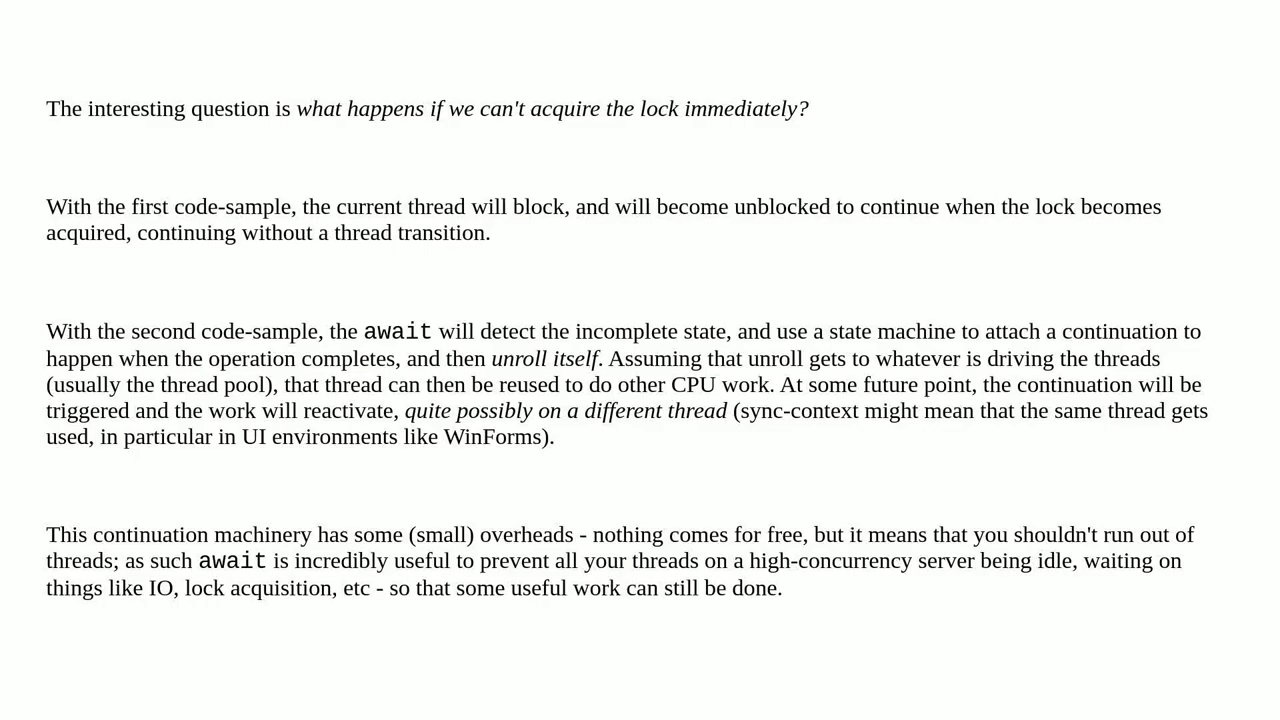 The interesting question is what happens if we can't acquire the lock immediately?
With the first code-sample, the current thread will block, and will become unblocked to continue when the lock becomes
acquired, continuing without a thread transition.
With the second code-sample, the await will detect the incomplete state, and use a state machine to attach a continuation to
happen when the operation completes, and then unroll itself. Assuming that unroll gets to whatever is driving the threads
(usually the thread pool), that thread can then be reused to do other CPU work. At some future point, the continuation will be
triggered and the work will reactivate, quite possibly on a different thread (sync-context might mean that the same thread gets
used, in particular in UI environments like WinForms).
This continuation machinery has some (small) overheads - nothing comes for free, but it means that you shouldn't run out of
threads; as such await is incredibly useful to prevent all your threads on a high-concurrency server being idle, waiting on
things like IO, lock acquisition, etc - so that some useful work can still be done.